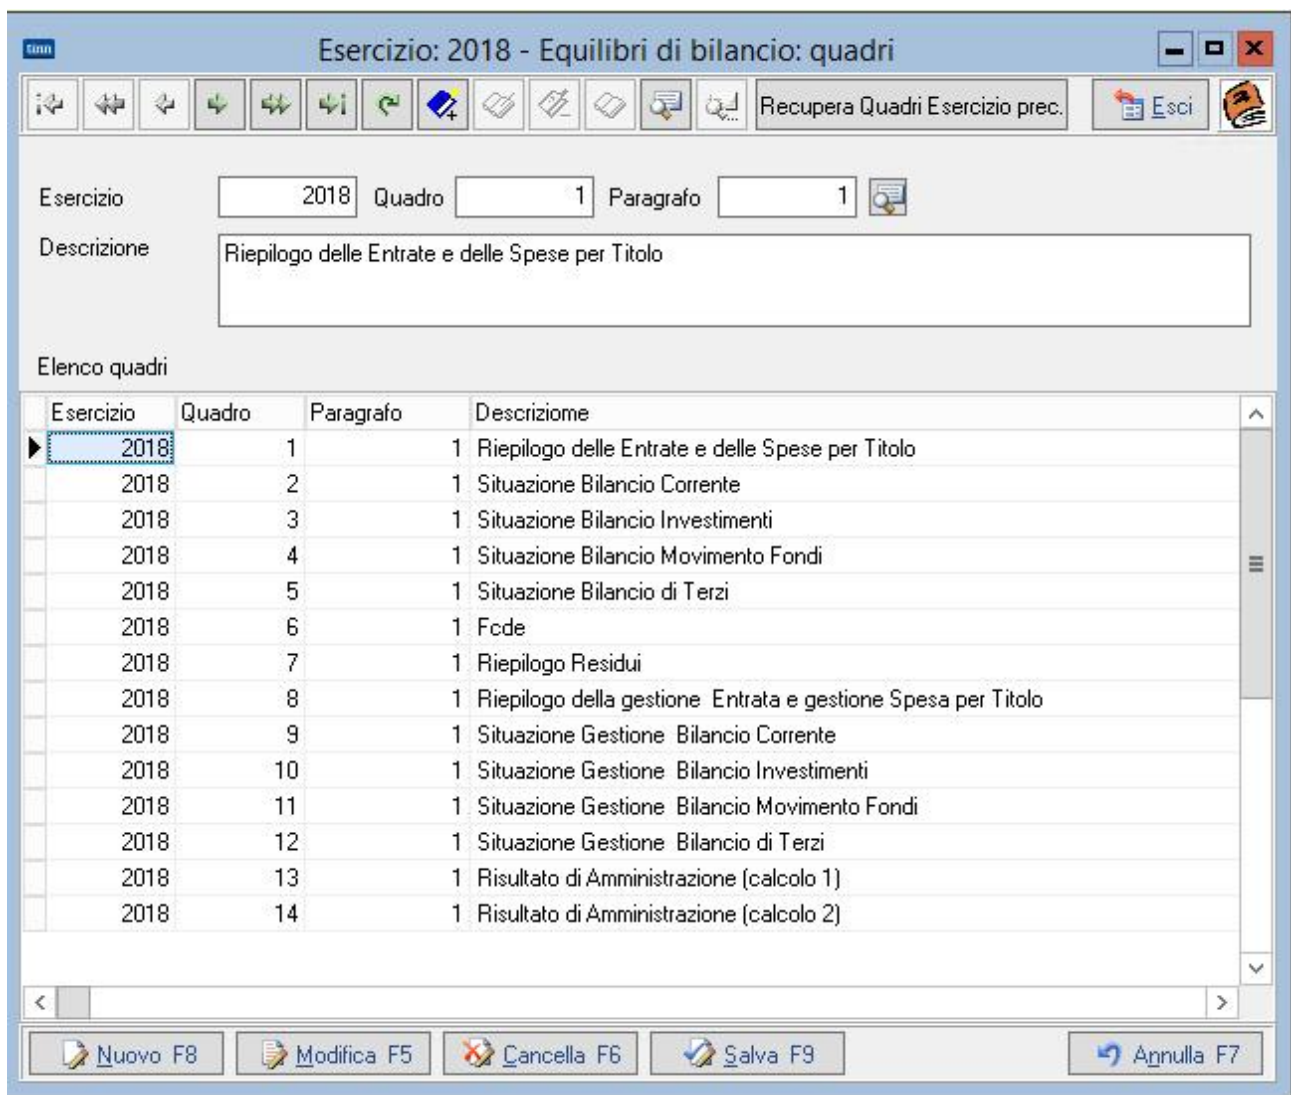 tinn
Esercizio: 2018 - Equilibri di bilancio: quadri
Recupera Quadri Esercizio prec. Esci
Esercizio 2018 Quadro 1 Paragrafo 1
Descrizione Riepilogo delle Entrate e delle Spese per Titolo
Elenco quadri
Esercizio Quadro Paragrafo Descriziome
2018 1 1 Riepilogo delle Entrate e delle Spese per Titolo
2018 2 1 Situazione Bilancio Corrente
2018 3 1 Situazione Bilancio Investimenti
2018 4 1 Situazione Bilancio Movimento Fondi
2018 5 1 Situazione Bilancio di Terzi
2018 6 1 Fcde
2018 7 1 Riepilogo Residui
2018 8 1 Riepilogo della gestione  Entrata e gestione Spesa per Titolo
2018 9 1 Situazione Gestione  Bilancio Corrente
2018 10 1 Situazione Gestione  Bilancio Investimenti
2018 11 1 Situazione Gestione  Bilancio Movimento Fondi
2018 12 1 Situazione Gestione  Bilancio di Terzi
2018 13 1 Risultato di Amministrazione (calcolo 1)
2018 14 1 Risultato di Amministrazione (calcolo 2)
Nuovo F8 Modifica F5 Cancella F6 Salva F9 Annulla F7